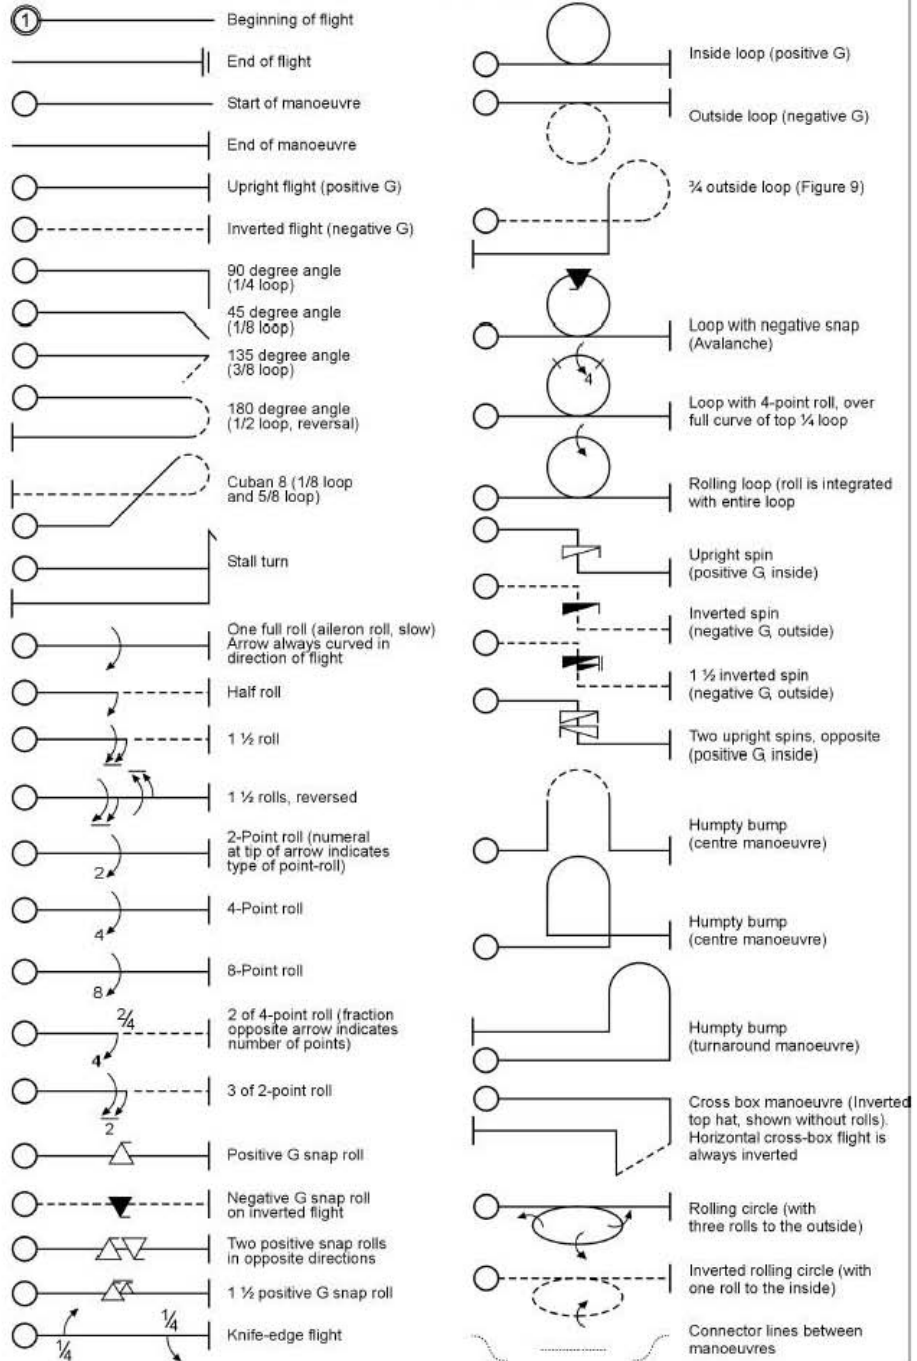 1
Beginning of flight
End of flight
Start of manoeuvre
End of manoeuvre
Upright flight (positive G)
Inverted flight (negative G)
90 degree angle
(1/4 loop)
45 degree angle
(1/8 loop)
135 degree angle
(3/8 loop)
180 degree angle
(1/2 loop, reversal)
Cuban 8 (1/8 loop
and 5/8 loop)
Stall turn
One full roll (aileron roll, slow)
Arrow always curved in
direction of flight
Half roll
1 ½ roll
1 ½ rolls, reversed
2-Point roll (numeral
at tip of arrow indicates
type of point-roll)
2
4-Point roll
4
8-Point roll
8
2 of 4-point roll (fraction
opposite arrow indicates
number of points)
2/4
4
3 of 2-point roll
2
Positive G snap roll
Negative G snap roll
on inverted flight
Two positive snap rolls
in opposite directions
1 ½ positive G snap roll
1/4
1/4
Knife-edge flight
Inside loop (positive G)
Outside loop (negative G)
¾ outside loop (Figure 9)
Loop with negative snap
(Avalanche)
4
Loop with 4-point roll, over
full curve of top ¼ loop
Rolling loop (roll is integrated
with entire loop
Upright spin
(positive G, inside)
Inverted spin
(negative G, outside)
1 ½ inverted spin
(negative G, outside)
Two upright spins, opposite
(positive G, inside)
Humpty bump
(centre manoeuvre)
Humpty bump
(centre manoeuvre)
Humpty bump
(turnaround manoeuvre)
Cross box manoeuvre (Inverted
top hat, shown without rolls).
Horizontal cross-box flight is
always inverted
Rolling circle (with
three rolls to the outside)
Inverted rolling circle (with
one roll to the inside)
Connector lines between
manoeuvres